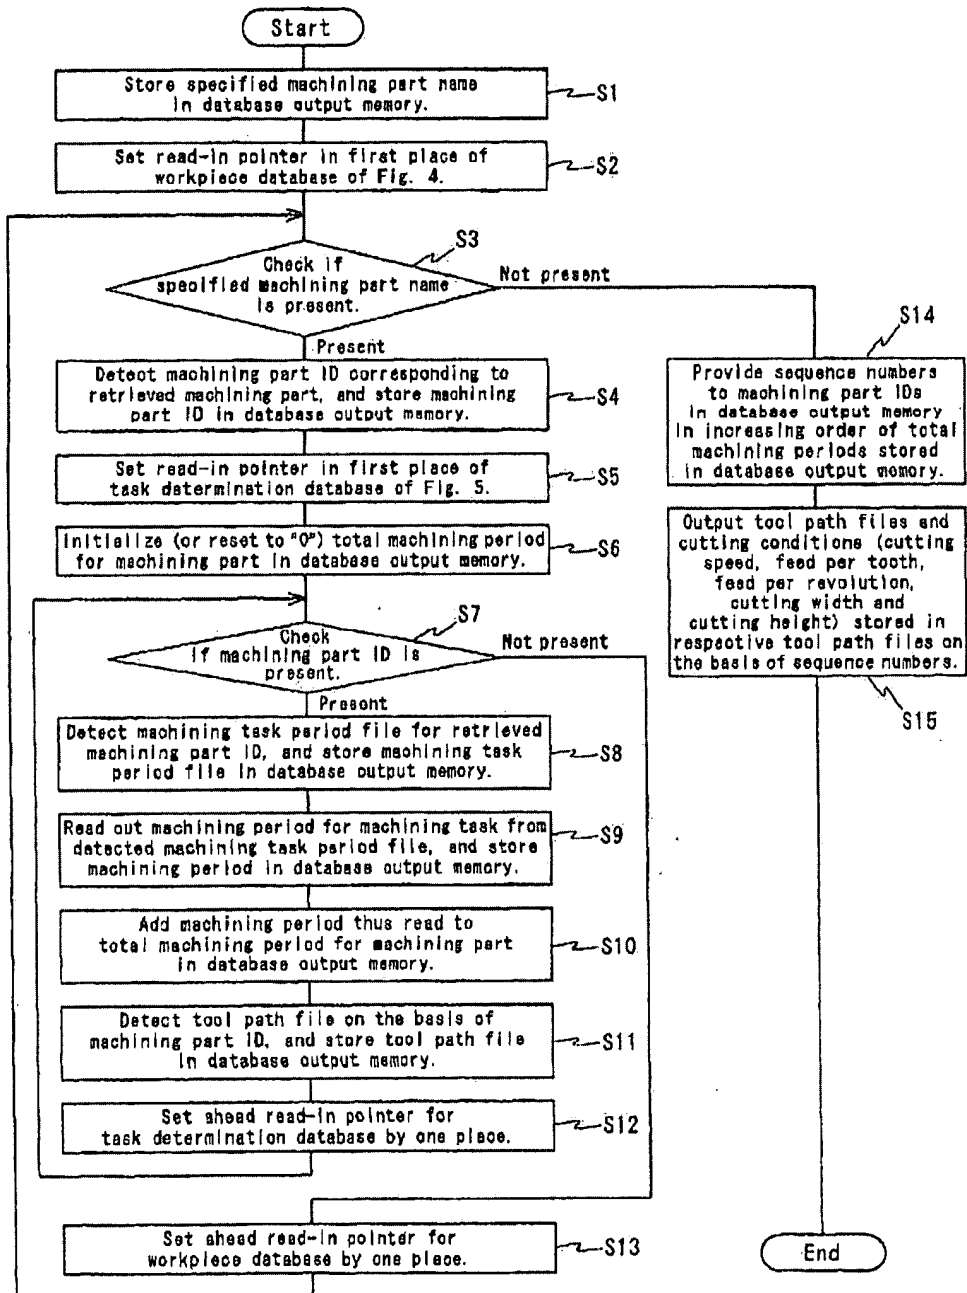 Start
Store specified machining part name
in database output memory.
S1
Set read-in pointer in first place of
workpiece database of Fig. 4.
S2
S3
Check if
specified machining part name
is present.
Not present
Present
Detect machining part ID corresponding to
retrieved machining part, and store machining
part ID in database output memory.
S4
Set read-in pointer in first place of
task determination database of Fig. 5.
S5
Initialize (or reset to "0") total machining period
for machining part in database output memory.
S6
S7
Check
if machining part ID is
present.
Not present
Present
Detect machining task period file for retrieved
machining part ID, and store machining task
period file in database output memory.
S8
Read out machining period for machining task from
detected machining task period file, and store
machining period in database output memory.
S9
Add machining period thus read to
total machining period for machining part
in database output memory.
S10
Detect tool path file on the basis of
machining part ID, and store tool path file
in database output memory.
S11
Set ahead read-in pointer for
task determination database by one place.
S12
Set ahead read-in pointer for
workpiece database by one place.
S13
S14
Provide sequence numbers
to machining part IDs
in database output memory
in increasing order of total
machining periods stored
in database output memory.
Output tool path files and
cutting conditions (cutting
speed, feed per tooth,
feed per revolution,
cutting width and
cutting height) stored in
respective tool path files on
the basis of sequence numbers.
S15
End